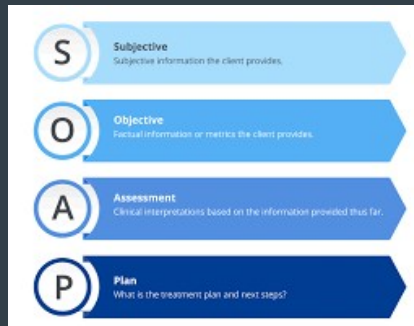 S
Subjective
Subjective information the client provides.
O
Objective
Factual information or metrics the client provides.
A
Assessment
Clinical interpretations based on the information provided thus far.
P
Plan
What is the treatment plan and next steps?